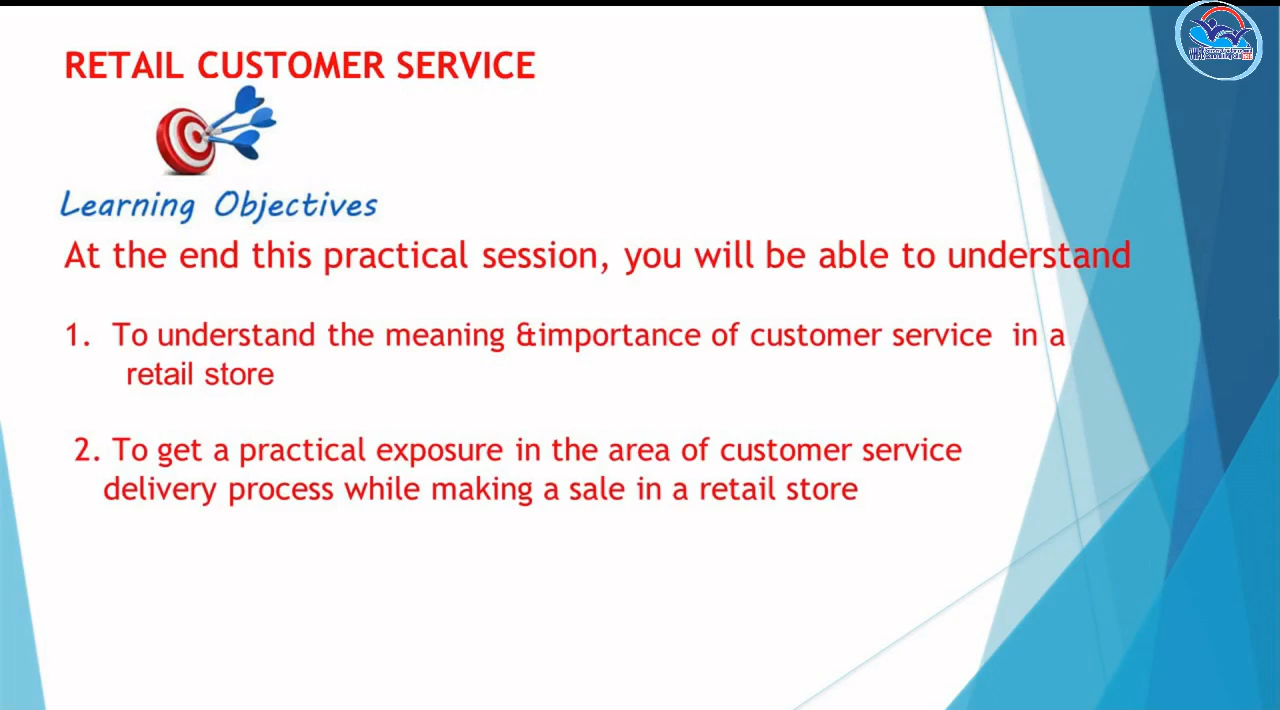 RETAIL CUSTOMER SERVICE
Learning Objectives
At the end this practical session, you will be able to understand
1. To understand the meaning &importance of customer service in a
retail store
2. To get a practical exposure in the area of customer service
delivery process while making a sale in a retail store